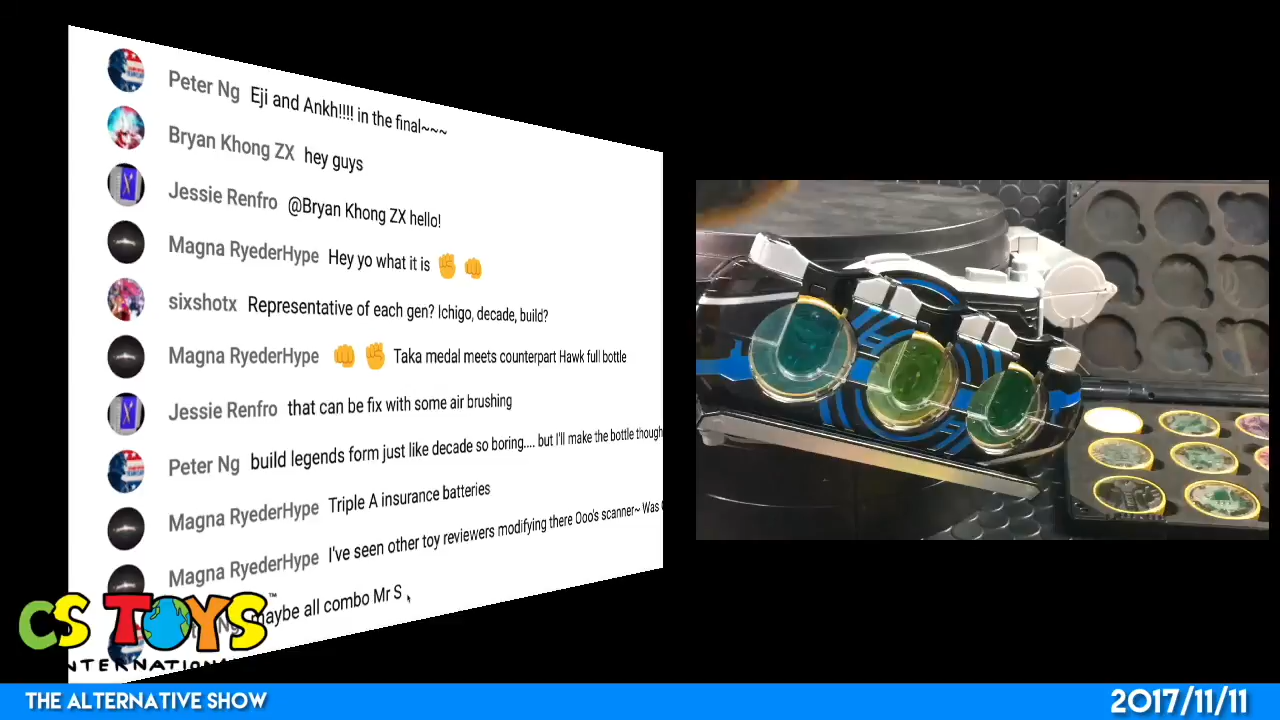 Peter Ng Eji and Ankh!!!! in the final~~~
Bryan Khong ZX hey guys
Jessie Renfro @Bryan Khong ZX hello!
Magna RyederHype Hey yo what it is ✊ 👊
sixshotx Representative of each gen? Ichigo, decade, build?
Magna RyederHype 👊 ✊ Taka medal meets counterpart Hawk full bottle
Jessie Renfro that can be fix with some air brushing
Peter Ng build legends form just like decade so boring.... but I'll make the bottle though
Magna RyederHype Triple A insurance batteries
Magna RyederHype I've seen other toy reviewers modifying there Ooo's scanner~ Was
maybe all combo Mr S
CS TOYS™
INTERNATIONAL
THE ALTERNATIVE SHOW
2017/11/11